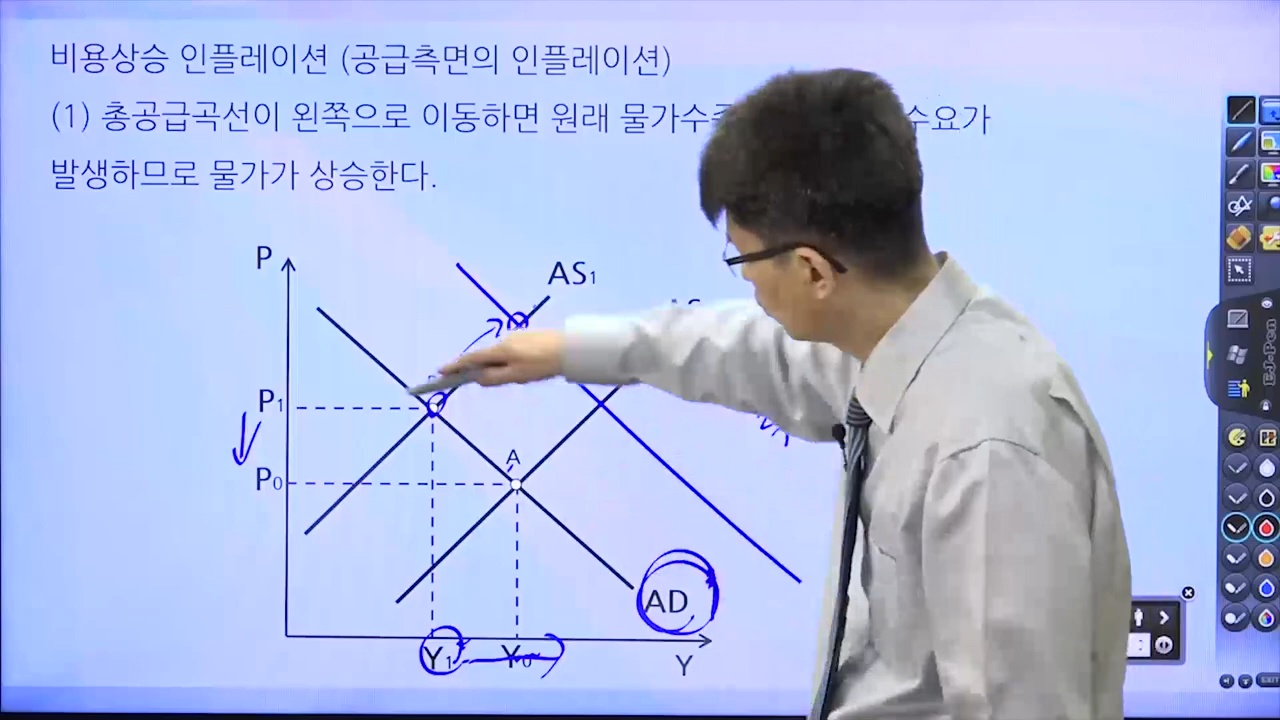 비용상승 인플레이션 (공급측면의 인플레이션)
(1) 총공급곡선이 왼쪽으로 이동하면 원래 물가수 수요가
발생하므로 물가가 상승한다.
P
AS₁
P₁
A
P₀
AD
Y₁
Y₀
Y
EJ-Pen
EXIT